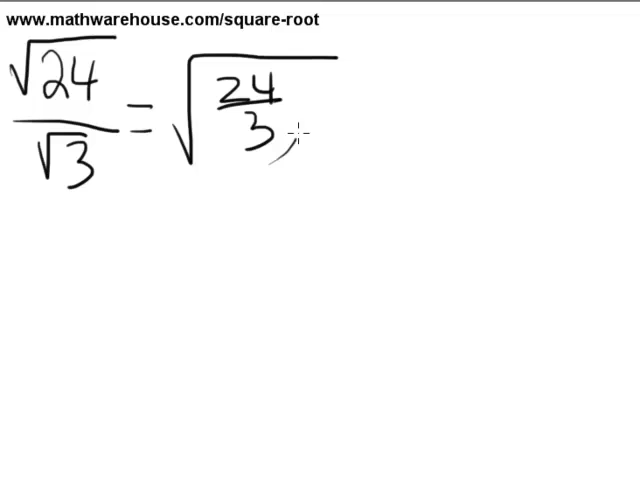 www.mathwarehouse.com/square-root
√24/√3 = √(24/3)